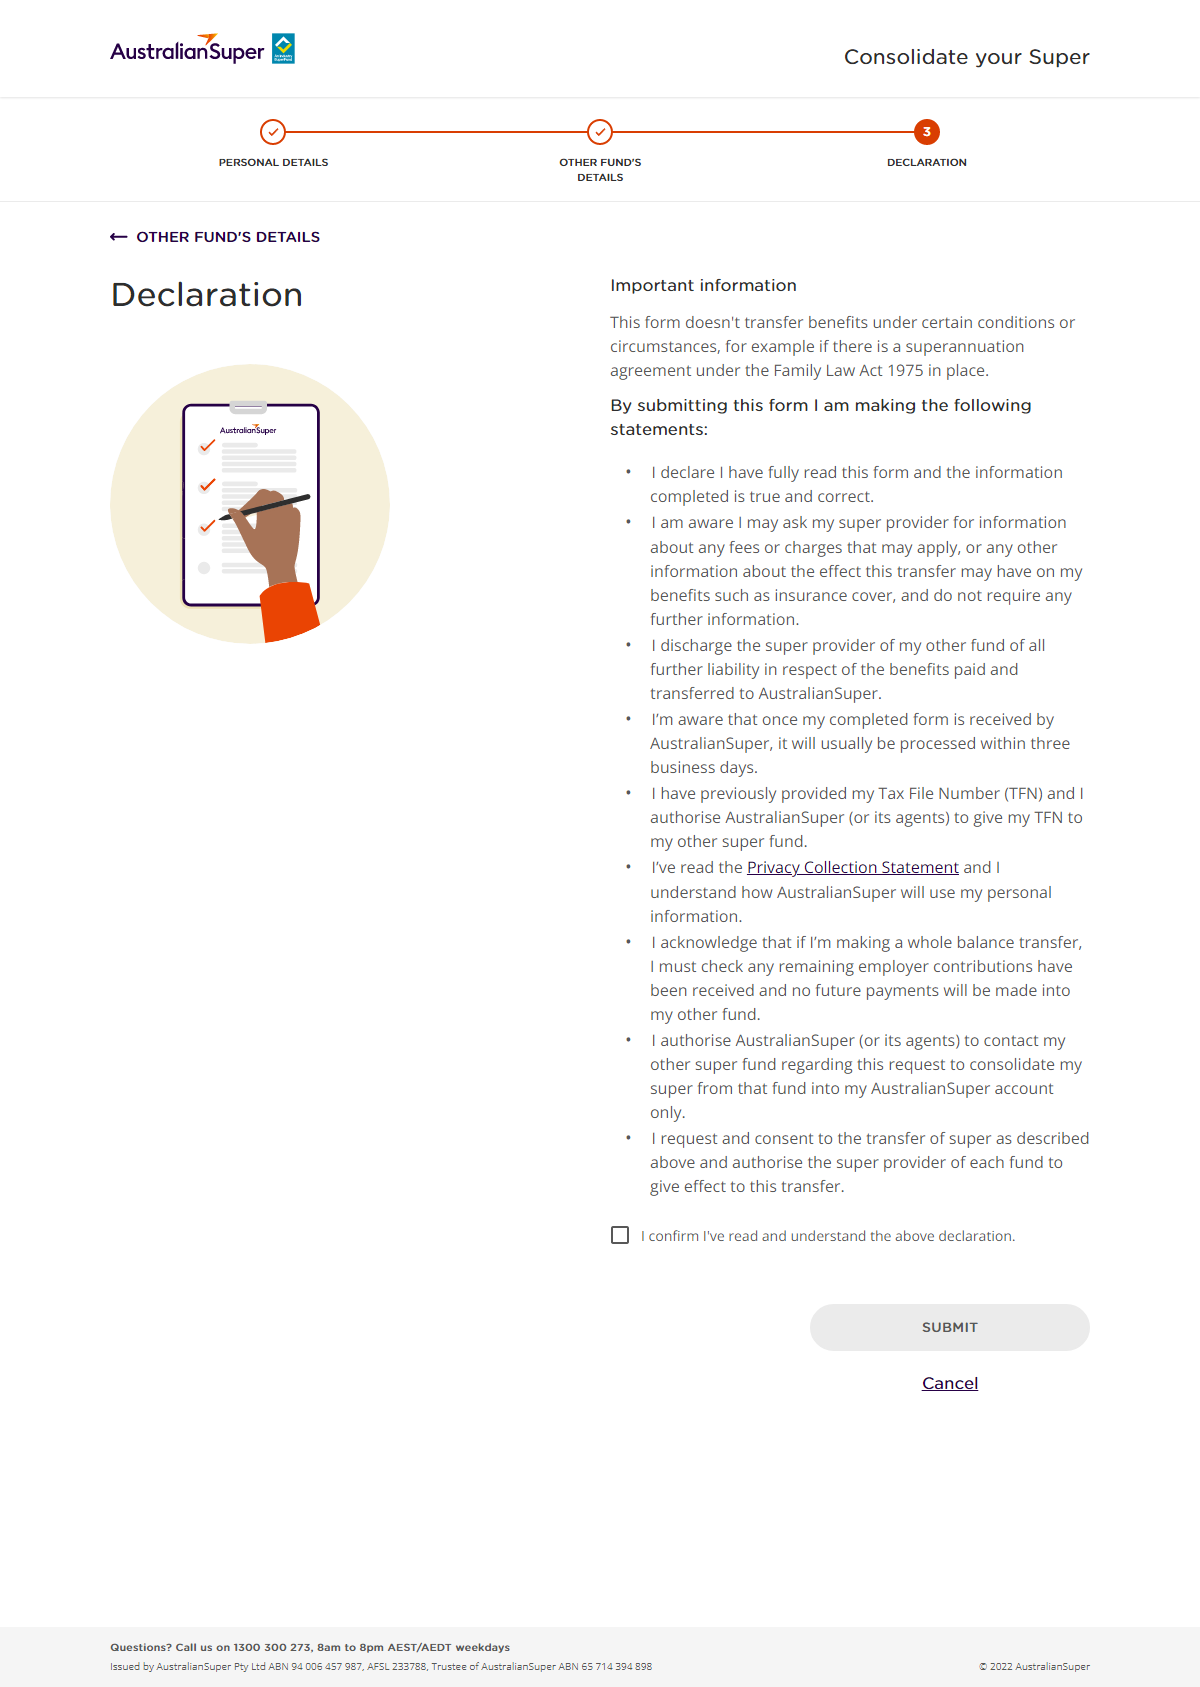 AustralianSuper
Consolidate your Super
3
PERSONAL DETAILS
OTHER FUND'S
DETAILS
DECLARATION
← OTHER FUND'S DETAILS
Declaration
AustralianSuper
Important information
This form doesn't transfer benefits under certain conditions or
circumstances, for example if there is a superannuation
agreement under the Family Law Act 1975 in place.
By submitting this form I am making the following
statements:
• I declare I have fully read this form and the information
completed is true and correct.
• I am aware I may ask my super provider for information
about any fees or charges that may apply, or any other
information about the effect this transfer may have on my
benefits such as insurance cover, and do not require any
further information.
• I discharge the super provider of my other fund of all
further liability in respect of the benefits paid and
transferred to AustralianSuper.
• I’m aware that once my completed form is received by
AustralianSuper, it will usually be processed within three
business days.
• I have previously provided my Tax File Number (TFN) and I
authorise AustralianSuper (or its agents) to give my TFN to
my other super fund.
• I’ve read the Privacy Collection Statement and I
understand how AustralianSuper will use my personal
information.
• I acknowledge that if I’m making a whole balance transfer,
I must check any remaining employer contributions have
been received and no future payments will be made into
my other fund.
• I authorise AustralianSuper (or its agents) to contact my
other super fund regarding this request to consolidate my
super from that fund into my AustralianSuper account
only.
• I request and consent to the transfer of super as described
above and authorise the super provider of each fund to
give effect to this transfer.
I confirm I've read and understand the above declaration.
SUBMIT
Cancel
Questions? Call us on 1300 300 273, 8am to 8pm AEST/AEDT weekdays
Issued by AustralianSuper Pty Ltd ABN 94 006 457 987, AFSL 233788, Trustee of AustralianSuper ABN 65 714 394 898
© 2022 AustralianSuper